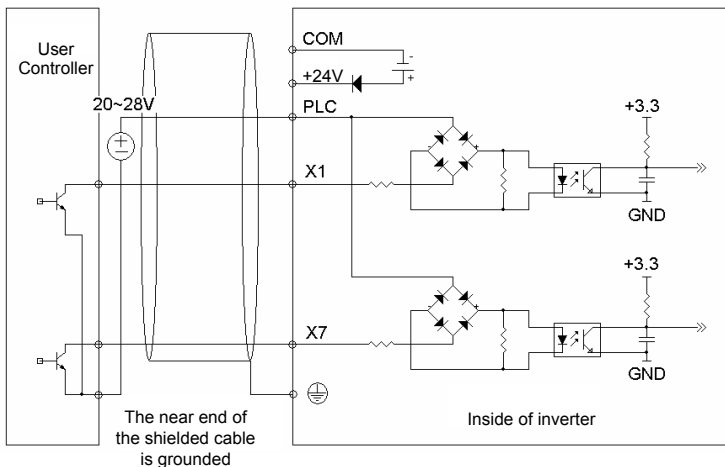 User
Controller
20~28V
COM
+24V
PLC
X1
X7
-
+
-
+
+3.3
GND
-
+
+3.3
GND
The near end of
the shielded cable
is grounded
Inside of inverter